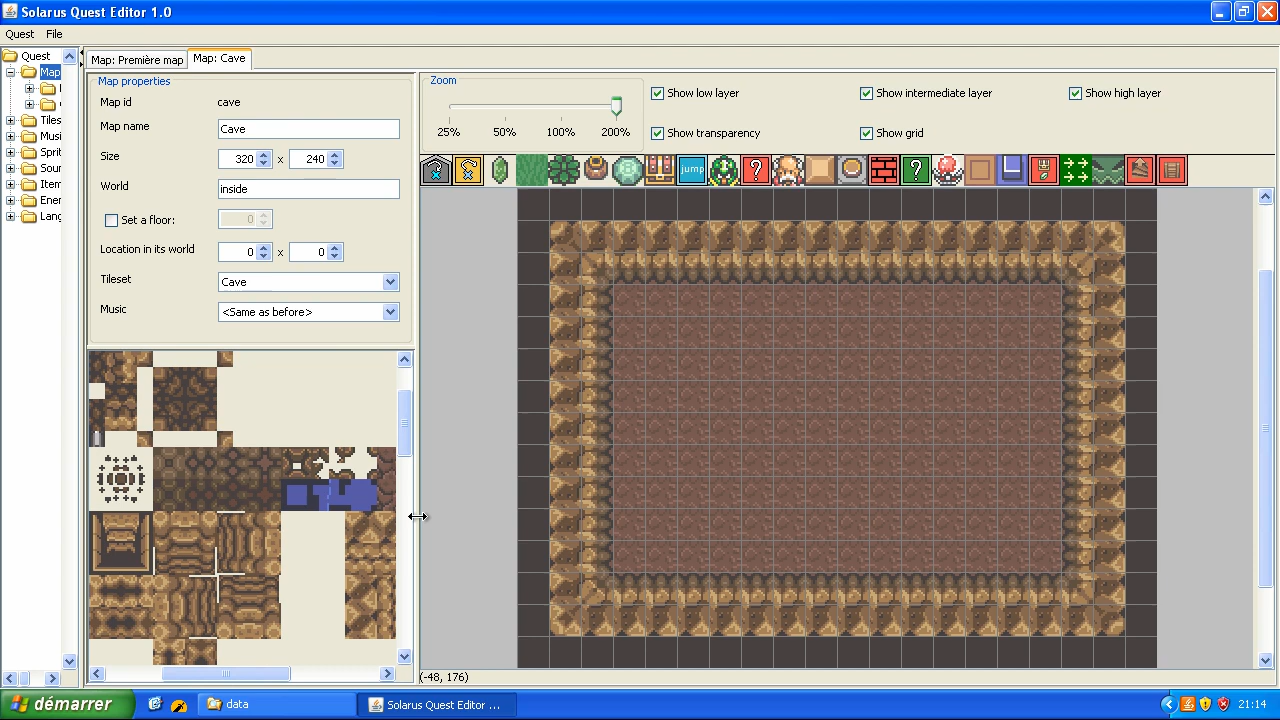 Solarus Quest Editor 1.0
Quest File
Quest
Map
Tiles
Musi
Sprit
Sour
Item
Ener
Lang
Map: Première map
Map: Cave
Map properties
Map id cave
Map name Cave
Size 320 x 240
World inside
Set a floor: 0
Location in its world 0 x 0
Tileset Cave
Music <Same as before>
Zoom
25% 50% 100% 200%
Show low layer
Show intermediate layer
Show high layer
Show transparency
Show grid
jump
?
?
(-48, 176)
démarrer
data
Solarus Quest Editor ...
21:14